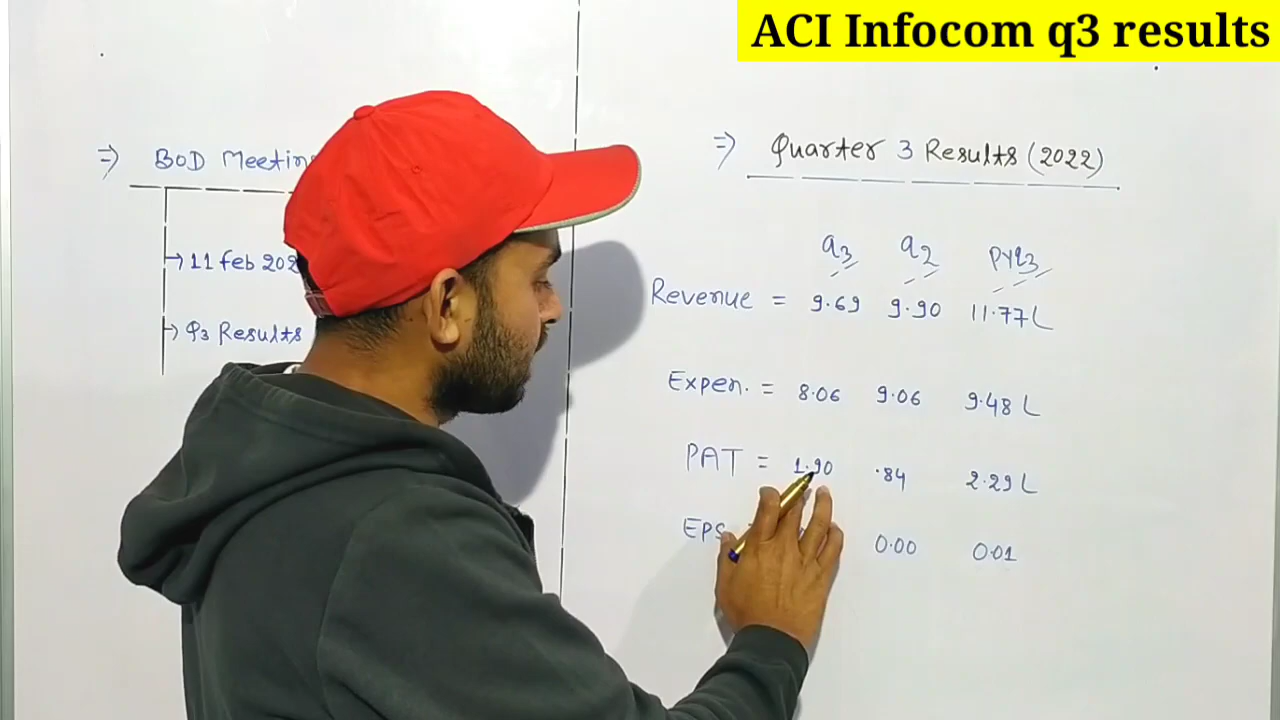 ACI Infocom q3 results
⇒ BOD Meetin
→ 11 feb 202
→ Q3 Results
⇒ Quarter 3 Results (2022)
q3 q2 pyq3
Revenue = 9.69 9.90 11.77 L
Expen. = 8.06 9.06 9.48 L
PAT = 1.90 .84 2.29 L
EPS 0.00 0.01